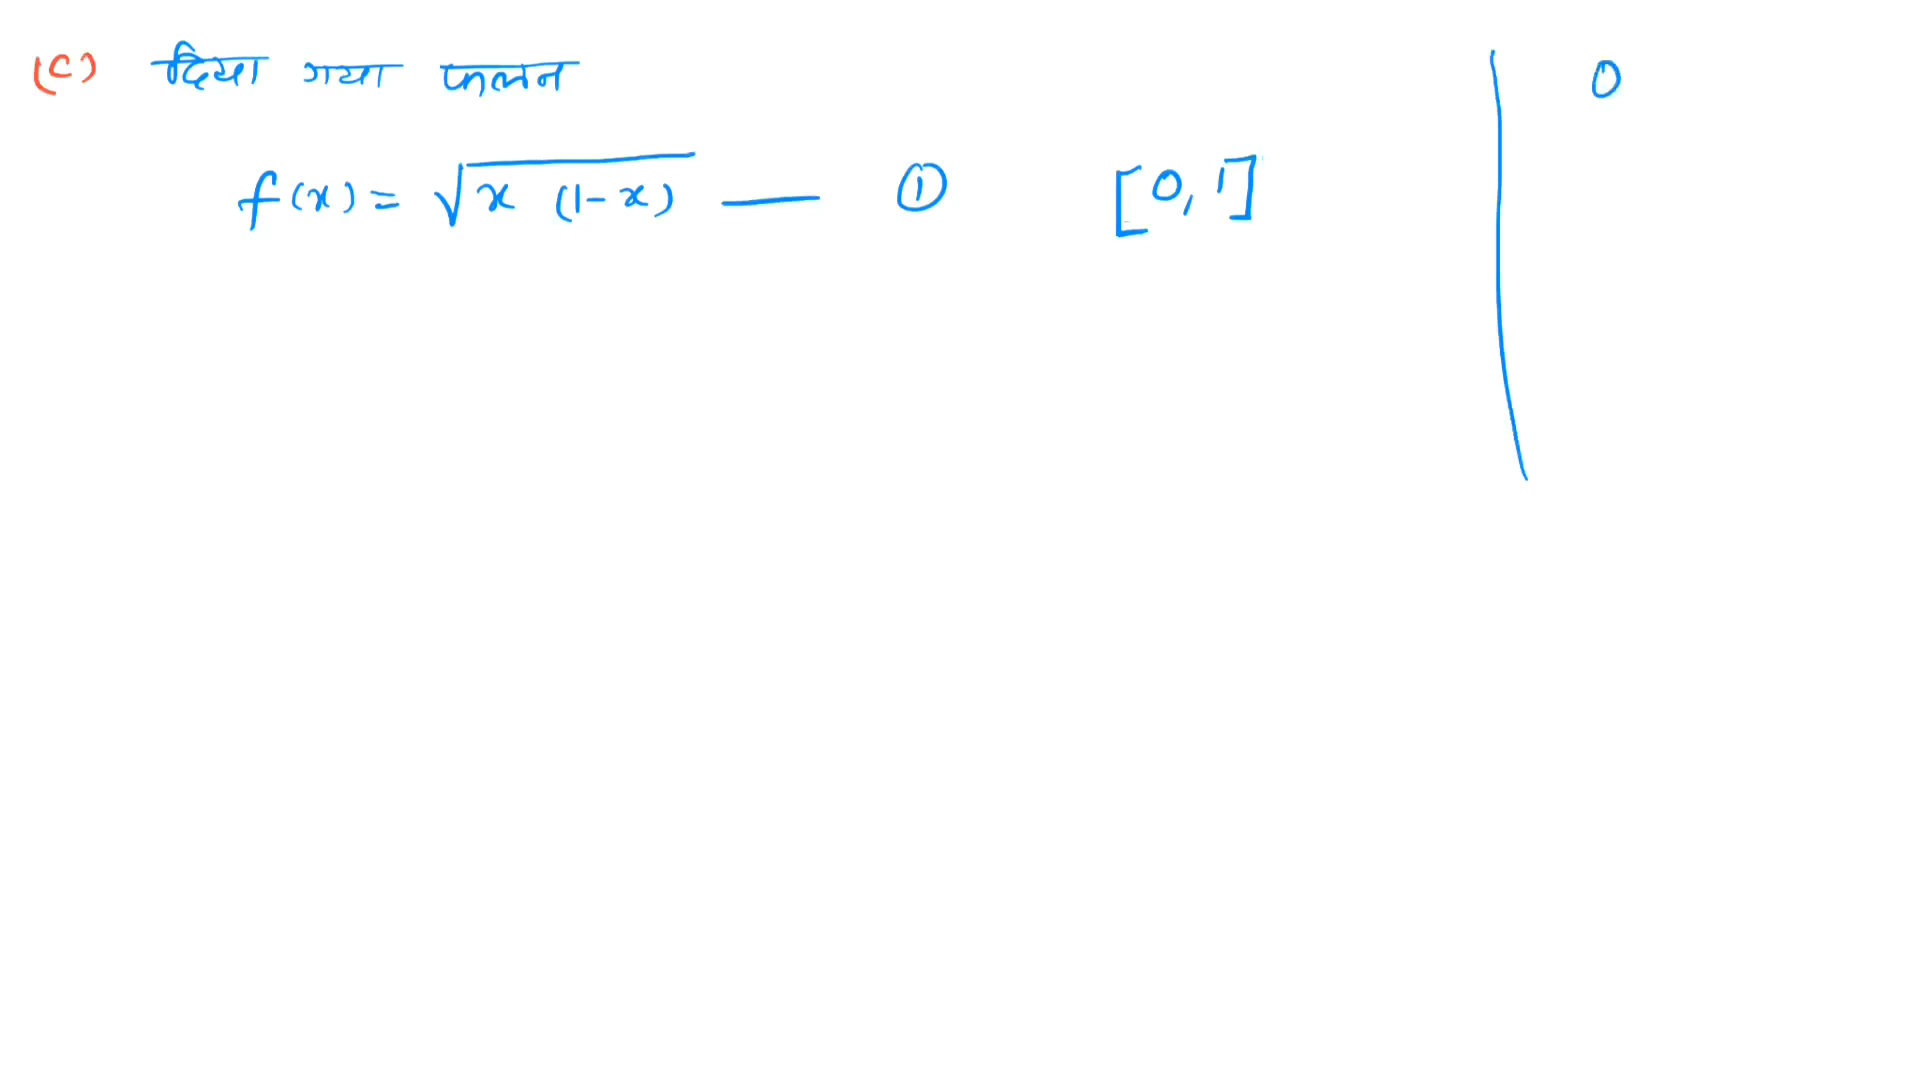 (c) दिया गया फलन
f(x) = √x (1-x) — ① [0, 1]
0